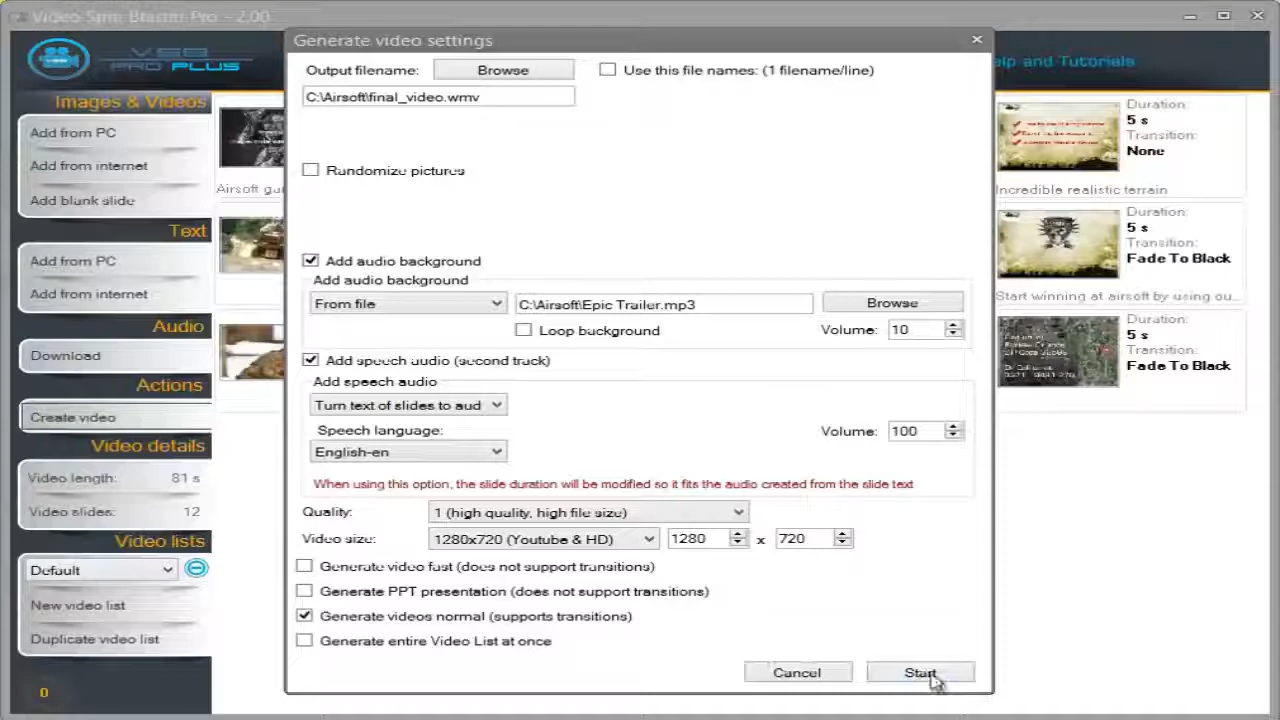 Video Spin Blaster Pro - 2.00
Generate video settings
VSB
PRO PLUS
elp and Tutorials
Images & Videos
Add from PC
Add from internet
Add blank slide
Text
Add from PC
Add from internet
Audio
Download
Actions
Create video
Video details
Video length: 81 s
Video slides: 12
Video lists
Default
New video list
Duplicate video list
0
Airsoft gu
Output filename: Browse
Use this file names: (1 filename/line)
C:\Airsoft\final_video.wmv
Randomize pictures
Add audio background
Add audio background
From file
C:\Airsoft\Epic Trailer.mp3
Browse
Loop background
Volume: 10
Add speech audio (second track)
Add speech audio
Turn text of slides to aud
Speech language:
Volume: 100
English-en
When using this option, the slide duration will be modified so it fits the audio created from the slide text
Quality: 1 (high quality, high file size)
Video size: 1280x720 (Youtube & HD) 1280 x 720
Generate video fast (does not support transitions)
Generate PPT presentation (does not support transitions)
Generate videos normal (supports transitions)
Generate entire Video List at once
Cancel Start
Duration:
5 s
Transition:
None
Incredible realistic terrain
Duration:
5 s
Transition:
Fade To Black
Start winning at airsoft by using ou...
Duration:
5 s
Transition:
Fade To Black